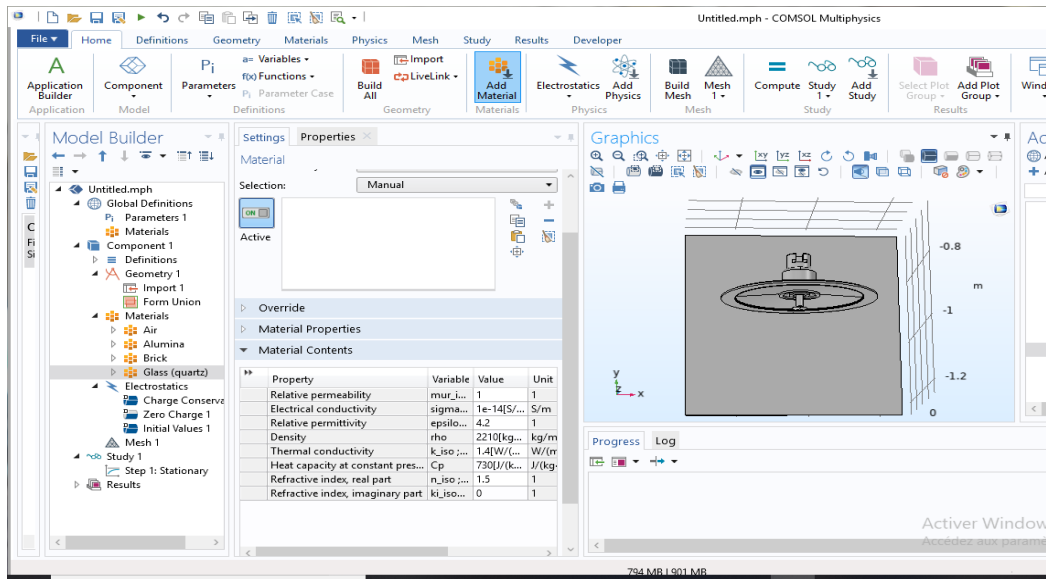 Untitled.mph - COMSOL Multiphysics
File Home Definitions Geometry Materials Physics Mesh Study Results Developer
Application Builder
Application
Component
Model
Parameters
a= Variables
f(x) Functions
Pi Parameter Case
Definitions
Build All
Import
LiveLink
Geometry
Add Material
Materials
Electrostatics
Add Physics
Physics
Build Mesh
Mesh 1
Mesh
Compute
Study 1
Add Study
Study
Select Plot Group
Add Plot Group
Results
Model Builder
Untitled.mph
Global Definitions
Pi Parameters 1
Materials
Component 1
Definitions
Geometry 1
Import 1
Form Union
Materials
Air
Alumina
Brick
Glass (quartz)
Electrostatics
Charge Conserva
Zero Charge 1
Initial Values 1
Mesh 1
Study 1
Step 1: Stationary
Results
Settings Properties
Material
Selection: Manual
ON
Active
Override
Material Properties
Material Contents
Property Variable Value Unit
Relative permeability mur_i... 1 1
Electrical conductivity sigma... 1e-14[S/... S/m
Relative permittivity epsilo... 4.2 1
Density rho 2210[kg... kg/m
Thermal conductivity k_iso ;... 1.4[W/(... W/(m
Heat capacity at constant pres... Cp 730[J/(k... J/(kg·
Refractive index, real part n_iso ;... 1.5 1
Refractive index, imaginary part ki_iso... 0 1
Graphics
xy yz xz
-0.8
m
-1
-1.2
0
y
z x
Progress Log
Activer Window
Accédez aux paramè
794 MB | 901 MB